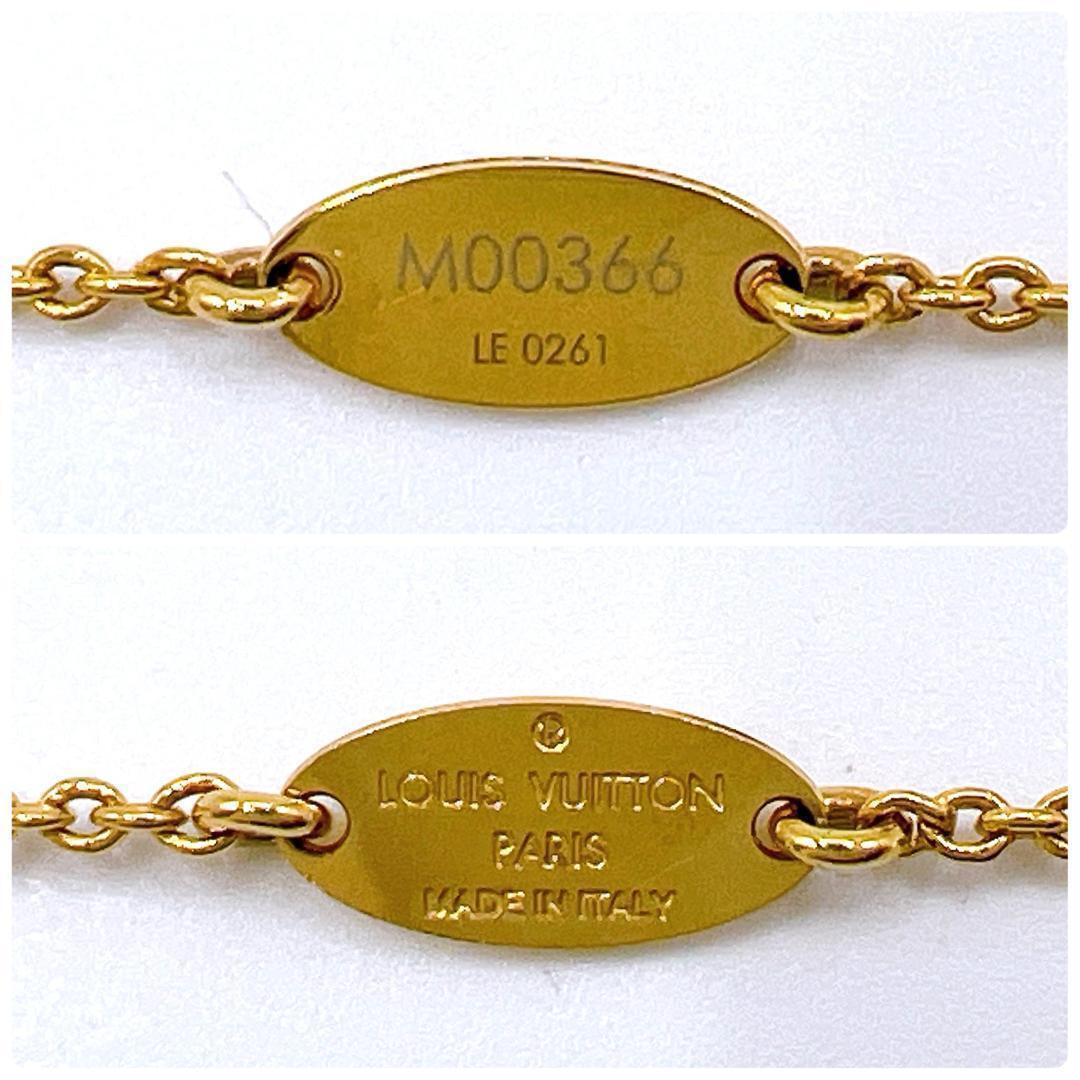 M00366
LE 0261
LOUIS VUITTON
PARIS
MADE IN ITALY